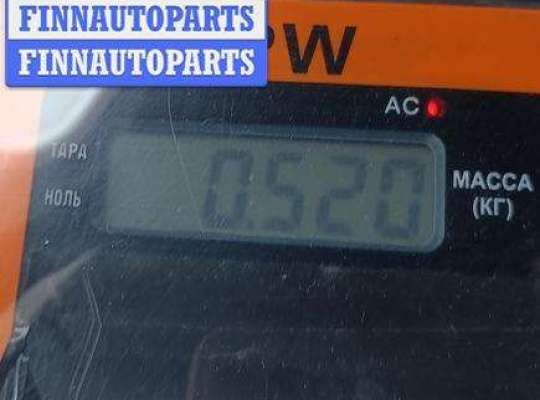 FINNAUTOPARTS
FINNAUTOPARTS
PW
AC
ТАРА
НОЛЬ
0.520
МАССА
(КГ)